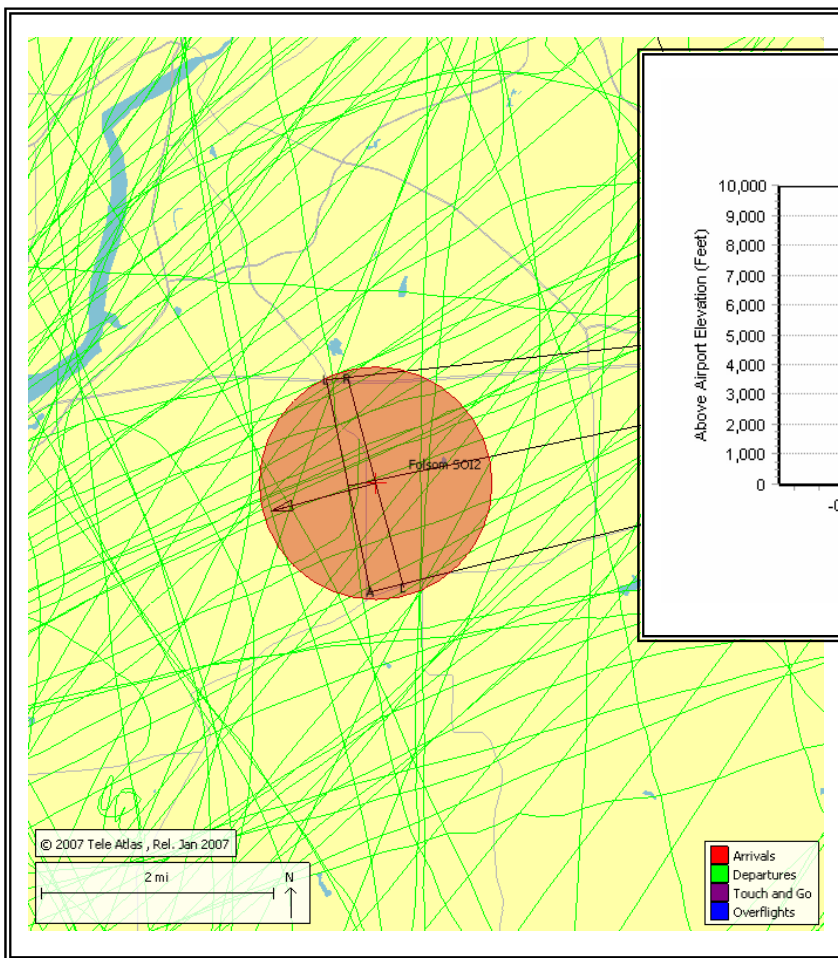 10,000
9,000
8,000
7,000
6,000
5,000
4,000
3,000
2,000
1,000
0
-0
Above Airport Elevation (Feet)
L R
Folsom SO12
A L
© 2007 Tele Atlas , Rel. Jan 2007
2 mi
N
Arrivals
Departures
Touch and Go
Overflights